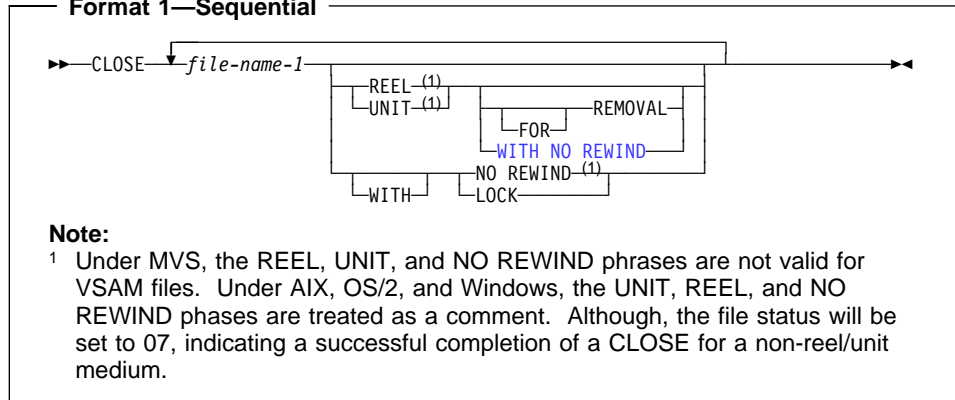 Format 1—Sequential
CLOSE file-name-1
REEL (1)
UNIT (1) REMOVAL
FOR
WITH NO REWIND
NO REWIND (1)
WITH LOCK
Note:
1 Under MVS, the REEL, UNIT, and NO REWIND phrases are not valid for
VSAM files. Under AIX, OS/2, and Windows, the UNIT, REEL, and NO
REWIND phases are treated as a comment. Although, the file status will be
set to 07, indicating a successful completion of a CLOSE for a non-reel/unit
medium.